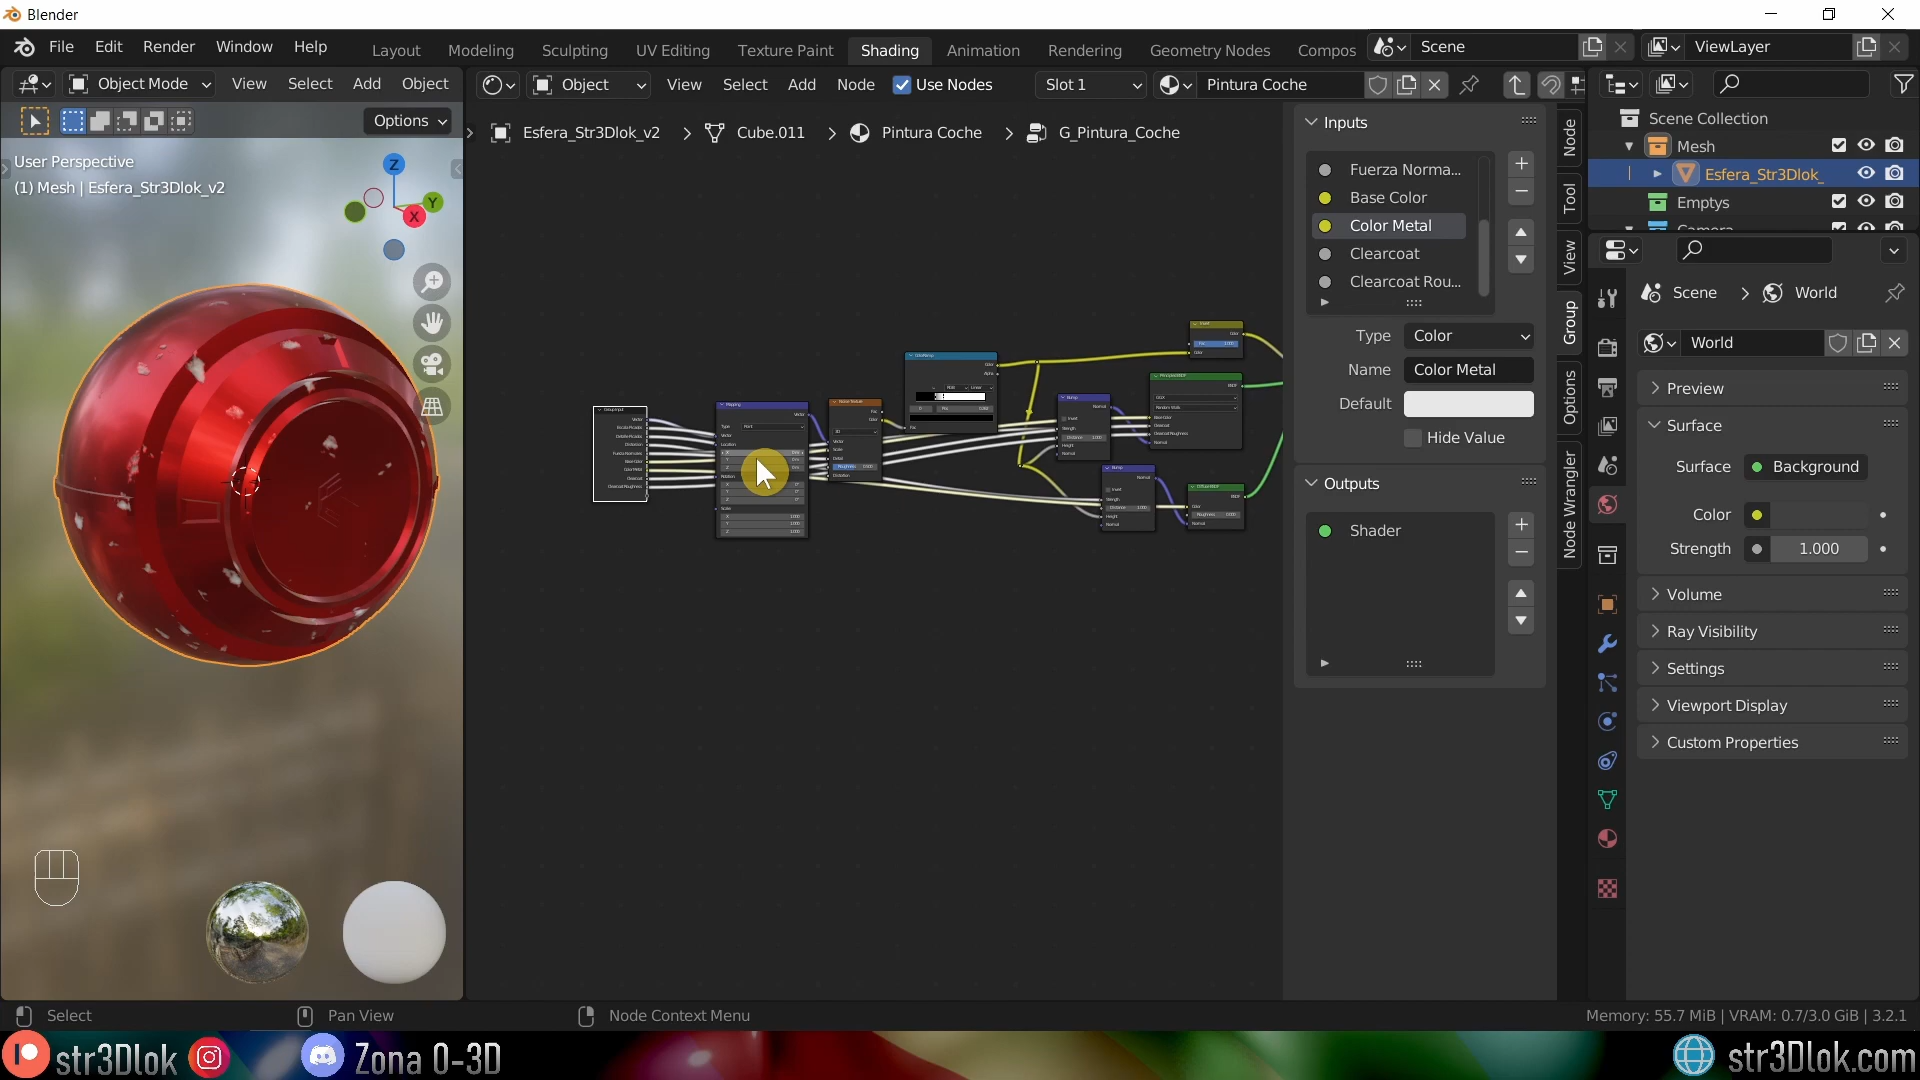 Blender
File Edit Render Window Help
Layout Modeling Sculpting UV Editing Texture Paint Shading Animation Rendering Geometry Nodes Compos
Scene ViewLayer
Object Mode View Select Add Object
Object View Select Add Node Use Nodes Slot 1 Pintura Coche
Options
Esfera_Str3Dlok_v2 Cube.011 Pintura Coche G_Pintura_Coche
User Perspective
(1) Mesh | Esfera_Str3Dlok_v2
Z
Y
X
Inputs
Fuerza Norma...
Base Color
Color Metal
Clearcoat
Clearcoat Rou...
Type Color
Name Color Metal
Default
Hide Value
Outputs
Shader
Node
Tool
View
Group
Options
Node Wrangler
Scene Collection
Mesh
Esfera_Str3Dlok_
Emptys
Camera
Scene World
World
Preview
Surface
Surface Background
Color
Strength 1.000
Volume
Ray Visibility
Settings
Viewport Display
Custom Properties
Select Pan View Node Context Menu
Memory: 55.7 MiB | VRAM: 0.7/3.0 GiB | 3.2.1
str3Dlok Zona 0-3D str3Dlok.com